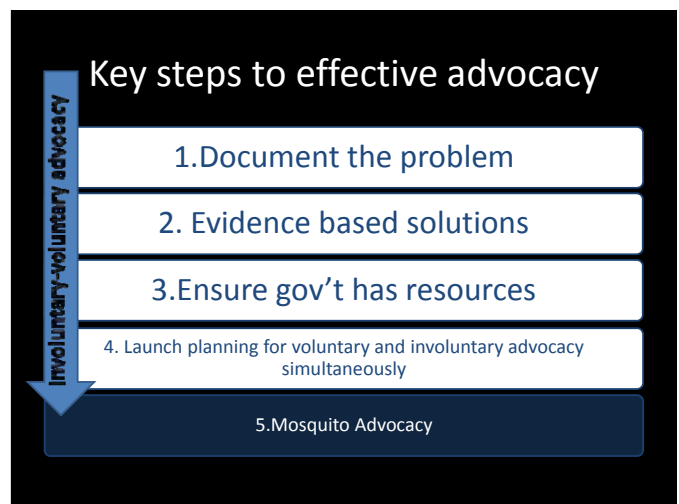 Key steps to effective advocacy
involuntary-voluntary advocacy
1.Document the problem
2. Evidence based solutions
3.Ensure gov’t has resources
4. Launch planning for voluntary and involuntary advocacy
simultaneously
5.Mosquito Advocacy